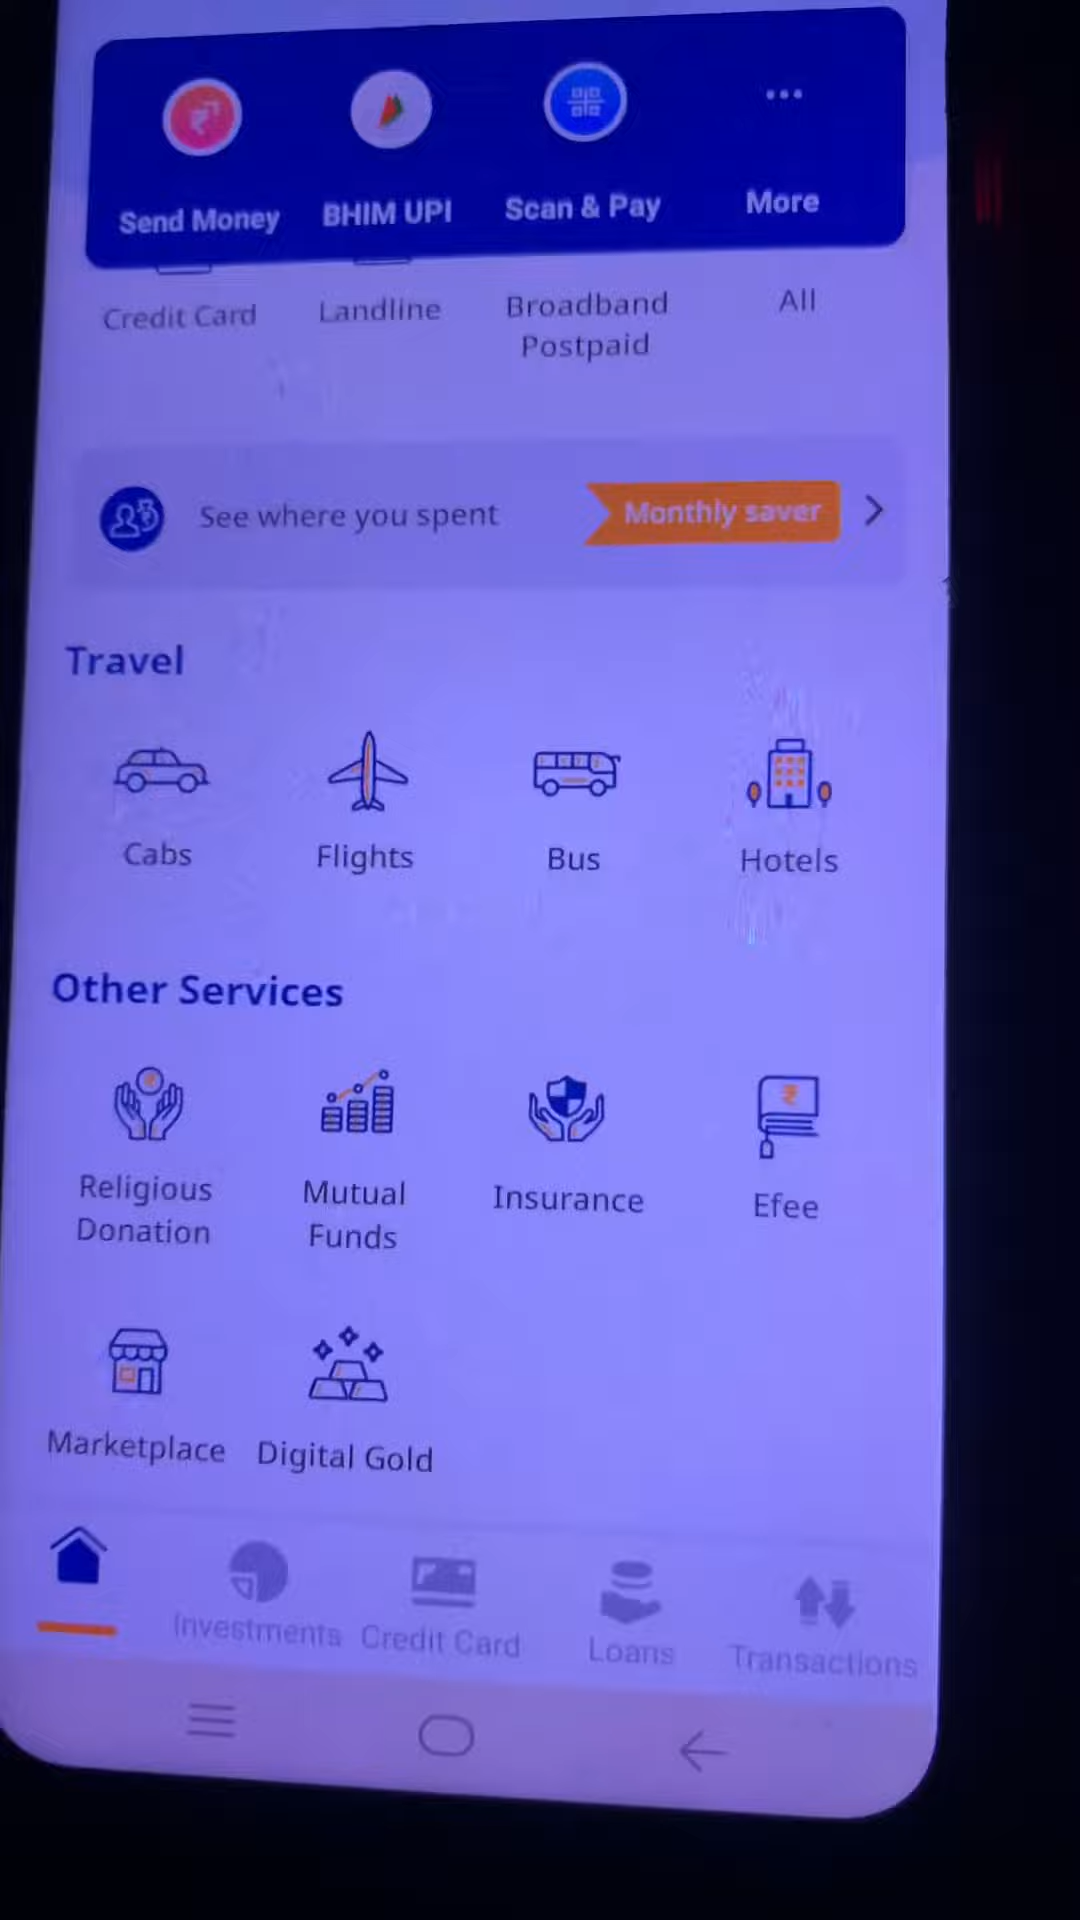 Send Money
BHIM UPI
Scan & Pay
More
Credit Card
Landline
Broadband
Postpaid
All
See where you spent
Monthly saver
Travel
Cabs
Flights
Bus
Hotels
Other Services
Religious
Donation
Mutual
Funds
Insurance
Efee
Marketplace
Digital Gold
Investments
Credit Card
Loans
Transactions